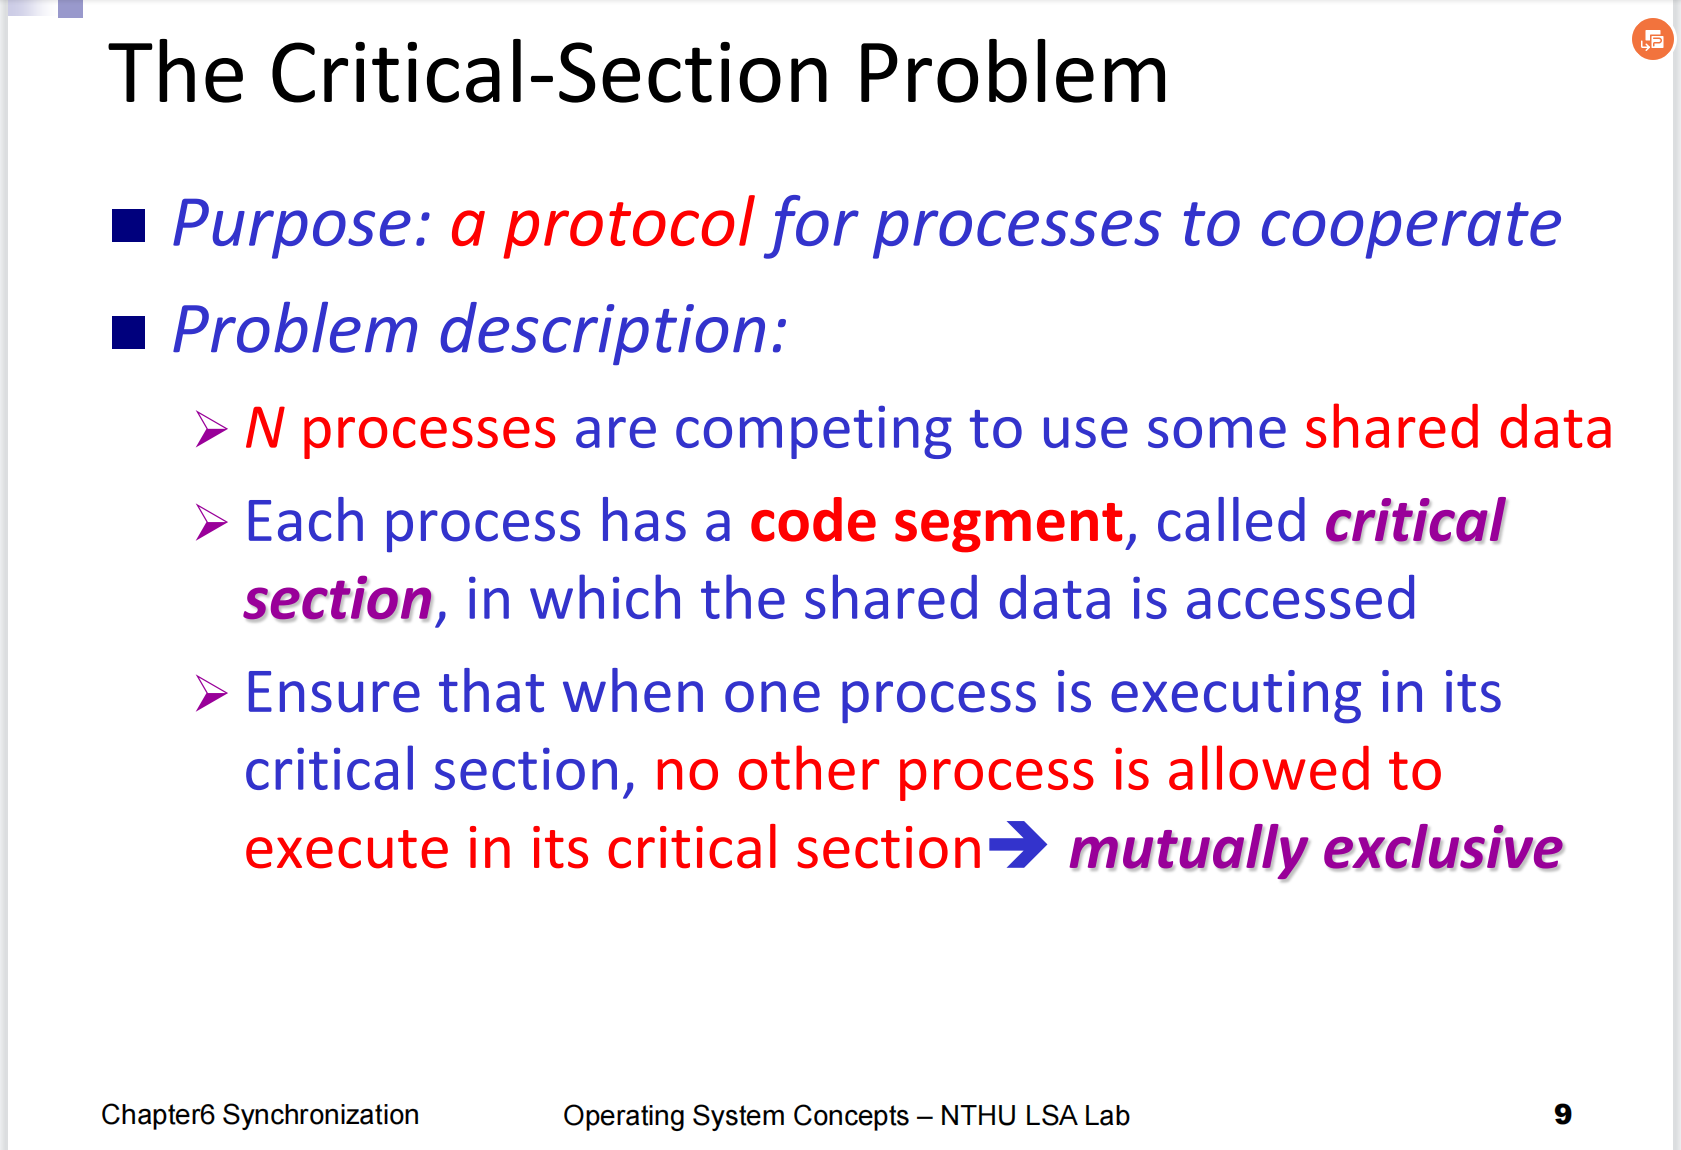 The Critical-Section Problem
Purpose: a protocol for processes to cooperate
Problem description:
N processes are competing to use some shared data
Each process has a code segment, called critical
section, in which the shared data is accessed
Ensure that when one process is executing in its
critical section, no other process is allowed to
execute in its critical section➔ mutually exclusive
Chapter6 Synchronization
Operating System Concepts – NTHU LSA Lab
9